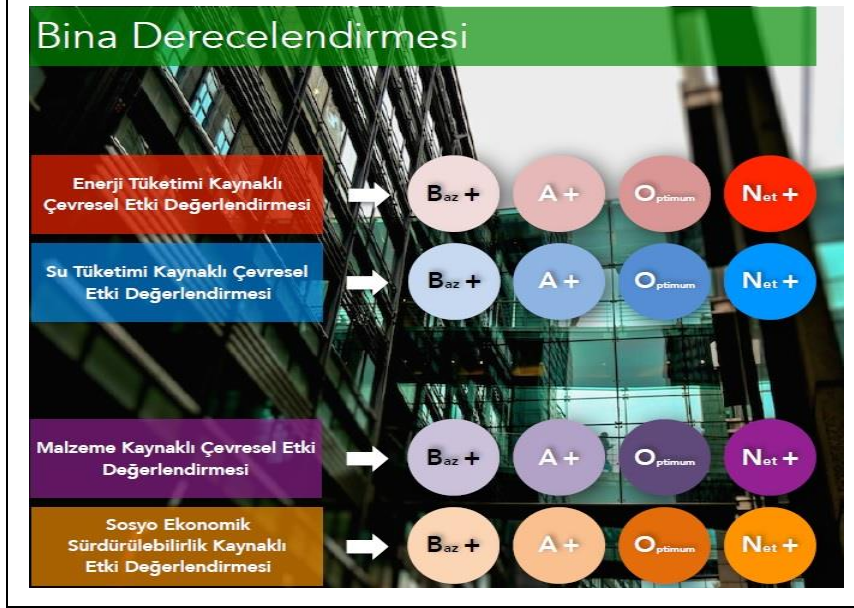 Bina Derecelendirmesi
Enerji Tüketimi Kaynaklı
Çevresel Etki Değerlendirmesi
Baz + A + Optimum Net +
Su Tüketimi Kaynaklı Çevresel
Etki Değerlendirmesi
Baz + A + Optimum Net +
Malzeme Kaynaklı Çevresel Etki
Değerlendirmesi
Baz + A + Optimum Net +
Sosyo Ekonomik
Sürdürülebilirlik Kaynaklı
Etki Değerlendirmesi
Baz + A + Optimum Net +